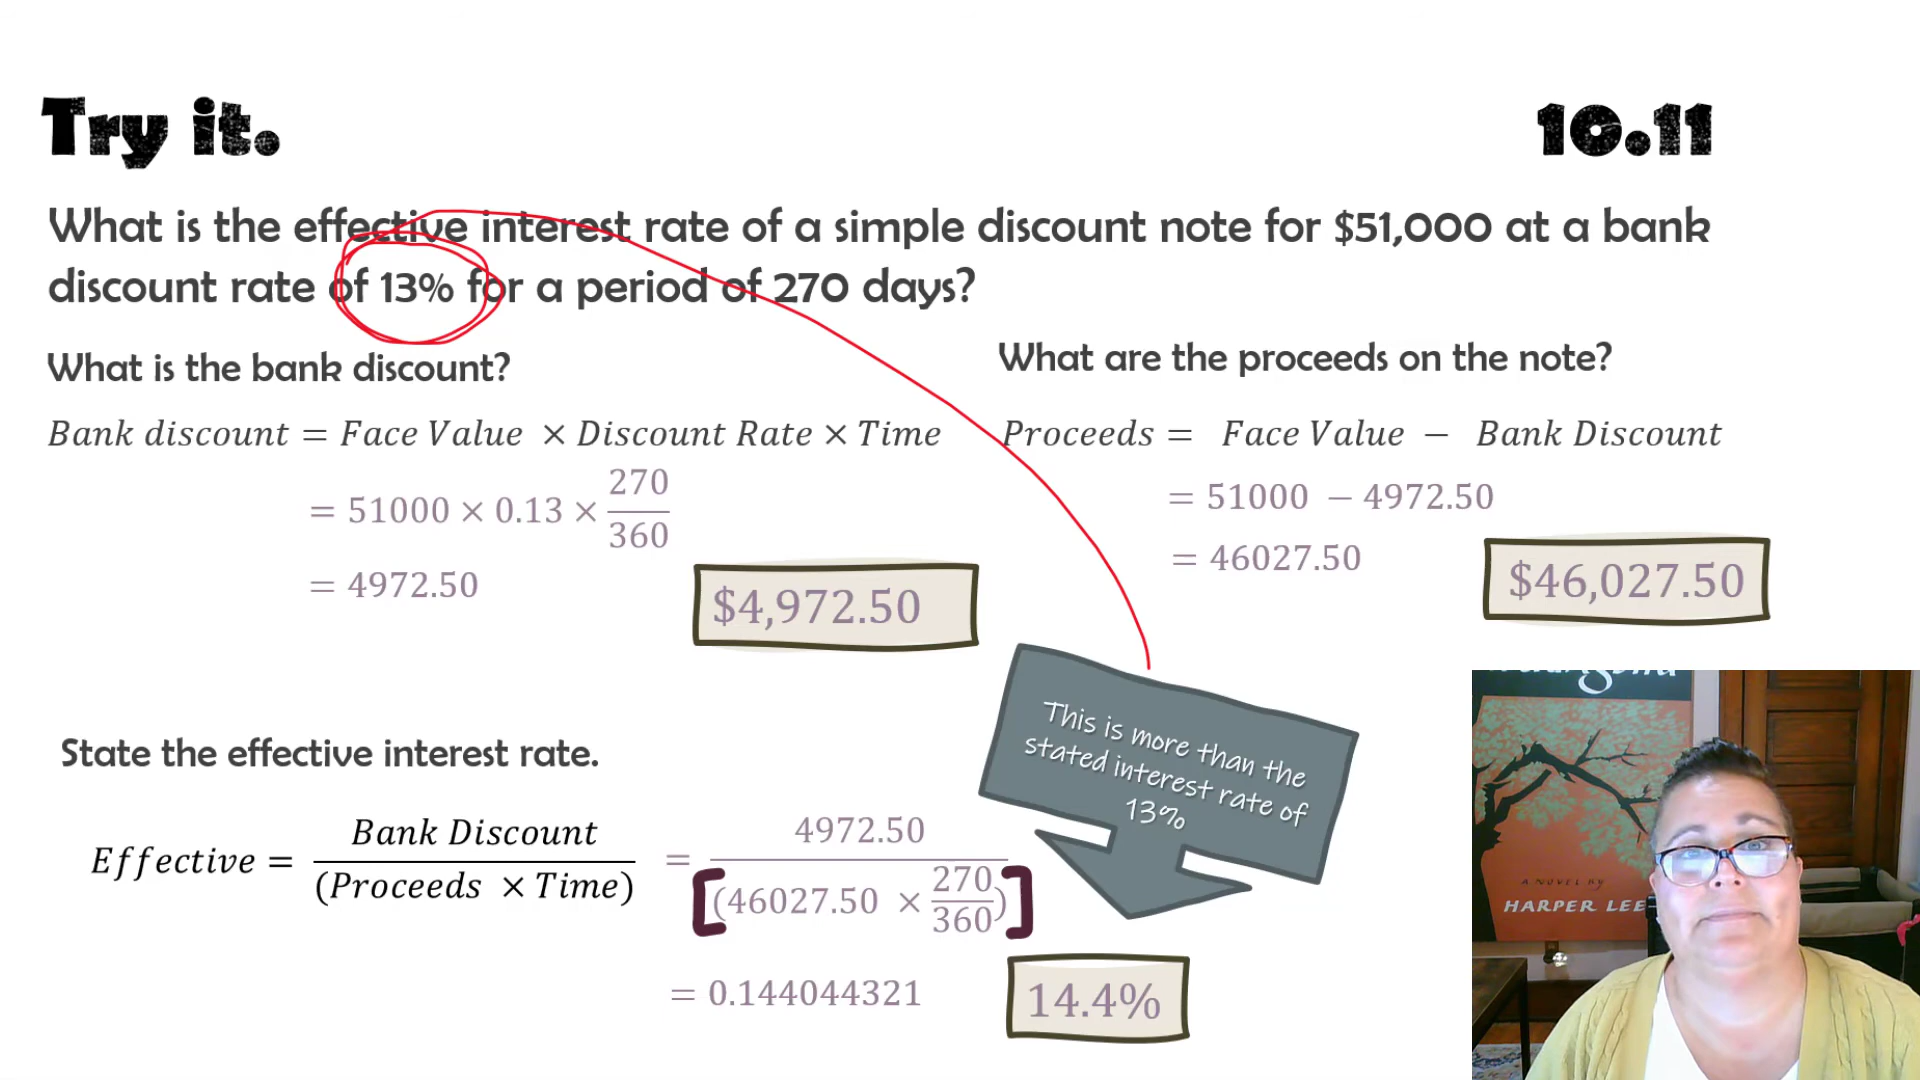 Try it.
10.11
What is the effective interest rate of a simple discount note for $51,000 at a bank
discount rate of 13% for a period of 270 days?
What is the bank discount?
Bank discount = Face Value × Discount Rate × Time
= 51000 × 0.13 × 270/360
= 4972.50
$4,972.50
What are the proceeds on the note?
Proceeds = Face Value − Bank Discount
= 51000 − 4972.50
= 46027.50
$46,027.50
State the effective interest rate.
Effective = Bank Discount/(Proceeds × Time) = 4972.50/[(46027.50 × 270/360)]
= 0.144044321
14.4%
This is more than the
stated interest rate of
13%
A NOVEL BY
HARPER LEE